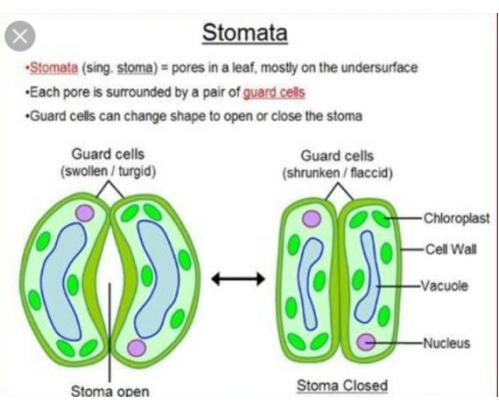 Stomata
•Stomata (sing. stoma) = pores in a leaf, mostly on the undersurface
•Each pore is surrounded by a pair of guard cells
•Guard cells can change shape to open or close the stoma
Guard cells
(swollen / turgid)
Guard cells
(shrunken / flaccid)
Chloroplast
Cell Wall
Vacuole
Nucleus
Stoma open
Stoma Closed